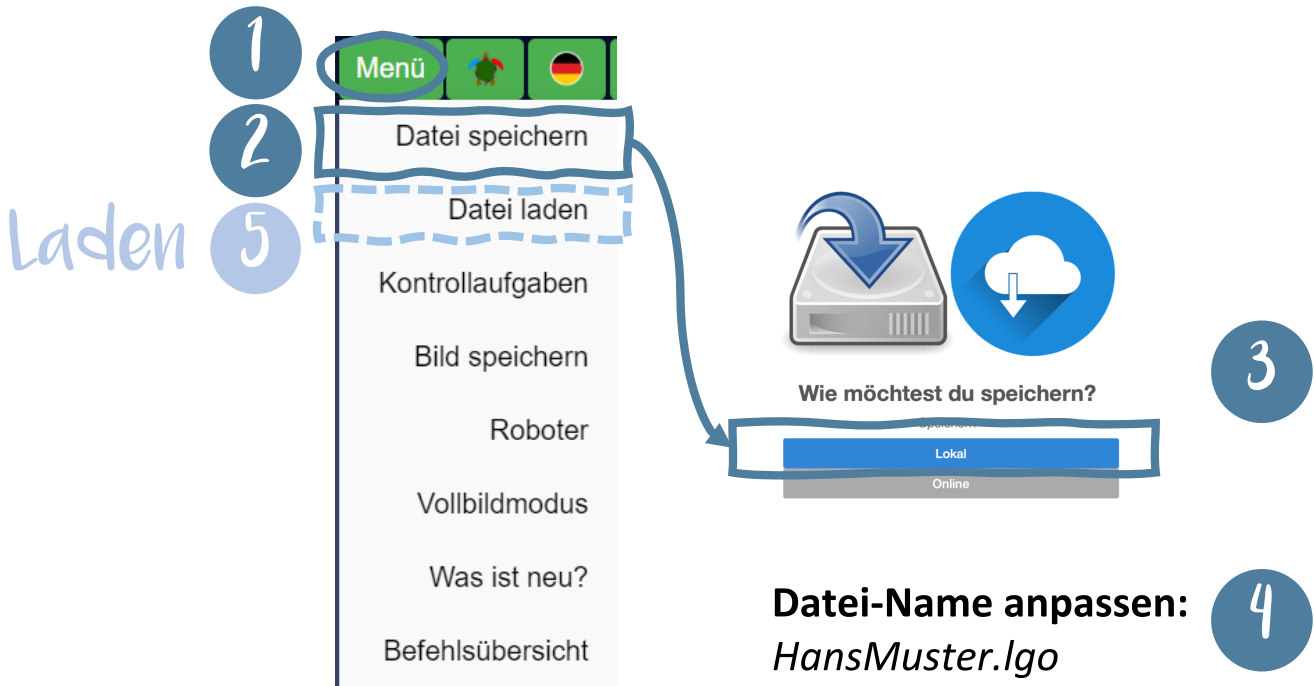 1
Menü
2
Datei speichern
Laden 5
Datei laden
Kontrollaufgaben
Bild speichern
Roboter
Vollbildmodus
Was ist neu?
Befehlsübersicht
3
Wie möchtest du speichern?
Speichern
Lokal
Online
4
Datei-Name anpassen:
HansMuster.lgo